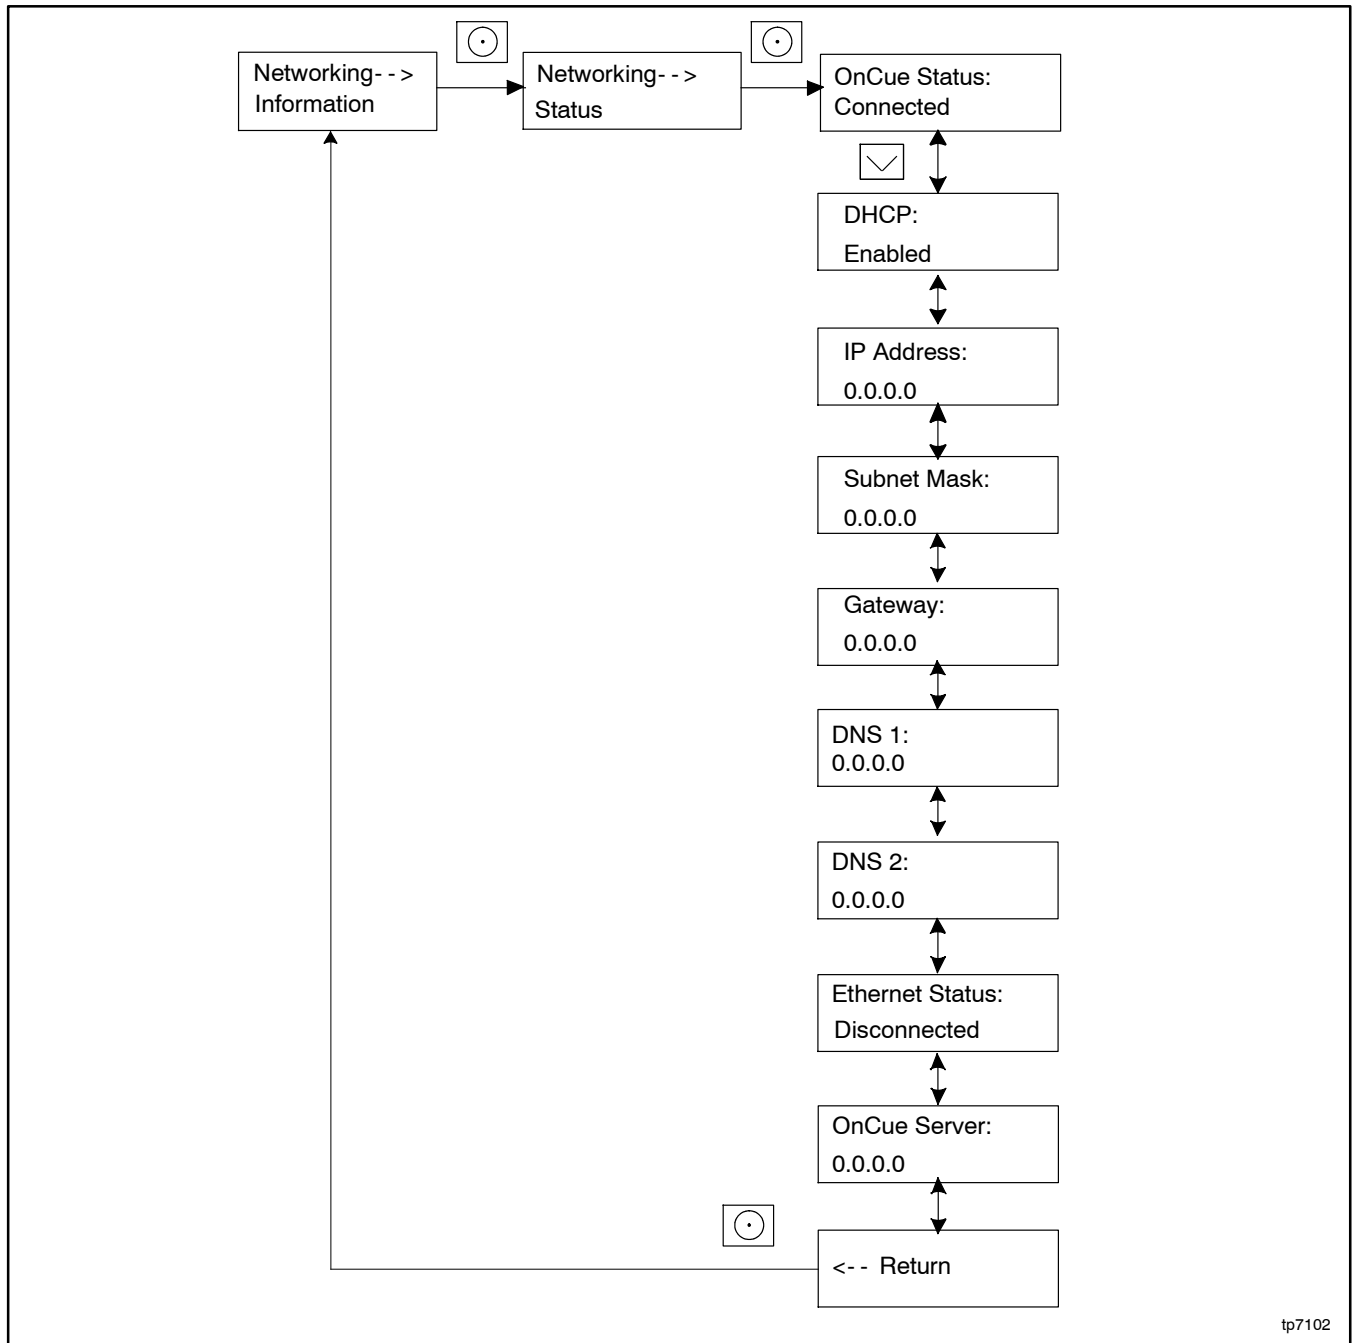 Networking- - >
Information
Networking- - >
Status
OnCue Status:
Connected
DHCP:
Enabled
IP Address:
0.0.0.0
Subnet Mask:
0.0.0.0
Gateway:
0.0.0.0
DNS 1:
0.0.0.0
DNS 2:
0.0.0.0
Ethernet Status:
Disconnected
OnCue Server:
0.0.0.0
<- - Return
tp7102